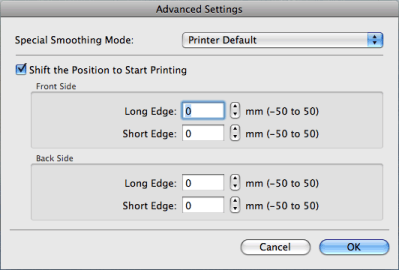 Advanced Settings
Special Smoothing Mode: Printer Default
Shift the Position to Start Printing
Front Side
Long Edge: 0 mm (-50 to 50)
Short Edge: 0 mm (-50 to 50)
Back Side
Long Edge: 0 mm (-50 to 50)
Short Edge: 0 mm (-50 to 50)
Cancel OK